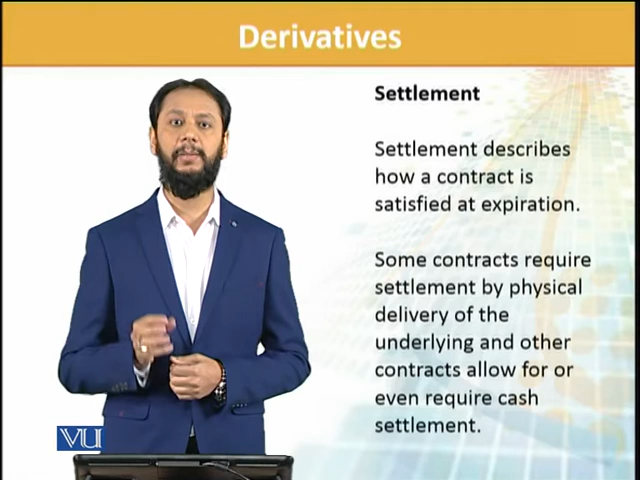 Derivatives
Settlement
Settlement describes
how a contract is
satisfied at expiration.
Some contracts require
settlement by physical
delivery of the
underlying and other
contracts allow for or
even require cash
settlement.
VU